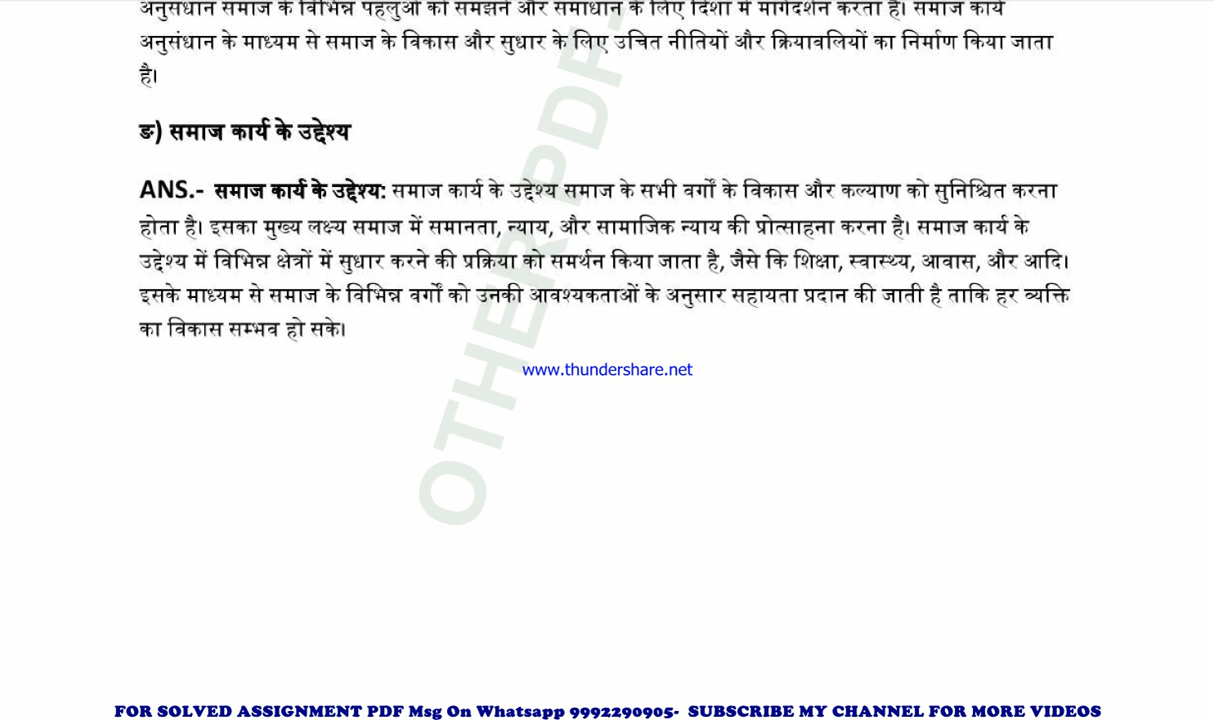 अनुसंधान समाज के विभिन्न पहलुओं को समझने और समाधान के लिए दिशा में मार्गदर्शन करता है। समाज कार्य
अनुसंधान के माध्यम से समाज के विकास और सुधार के लिए उचित नीतियों और क्रियावलियों का निर्माण किया जाता
है।
ङ) समाज कार्य के उद्देश्य
ANS.- समाज कार्य के उद्देश्य: समाज कार्य के उद्देश्य समाज के सभी वर्गों के विकास और कल्याण को सुनिश्चित करना
होता है। इसका मुख्य लक्ष्य समाज में समानता, न्याय, और सामाजिक न्याय की प्रोत्साहना करना है। समाज कार्य के
उद्देश्य में विभिन्न क्षेत्रों में सुधार करने की प्रक्रिया को समर्थन किया जाता है, जैसे कि शिक्षा, स्वास्थ्य, आवास, और आदि।
इसके माध्यम से समाज के विभिन्न वर्गों को उनकी आवश्यकताओं के अनुसार सहायता प्रदान की जाती है ताकि हर व्यक्ति
का विकास सम्भव हो सके।
www.thundershare.net
OTHER PDF-
FOR SOLVED ASSIGNMENT PDF Msg On Whatsapp 9992290905- SUBSCRIBE MY CHANNEL FOR MORE VIDEOS